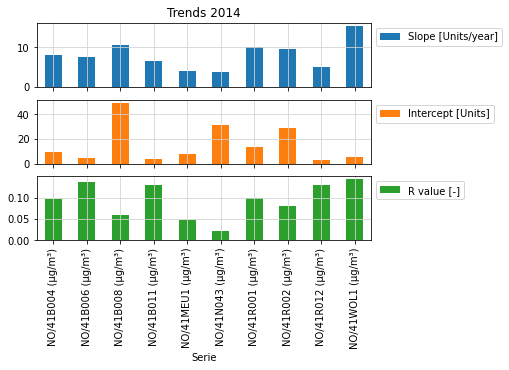 Trends 2014
10
0
Slope [Units/year]
40
20
0
Intercept [Units]
0.10
0.05
0.00
R value [-]
NO/41B004 (µg/m³)
NO/41B006 (µg/m³)
NO/41B008 (µg/m³)
NO/41B011 (µg/m³)
NO/41MEU1 (µg/m³)
NO/41N043 (µg/m³)
NO/41R001 (µg/m³)
NO/41R002 (µg/m³)
NO/41R012 (µg/m³)
NO/41WOL1 (µg/m³)
Serie